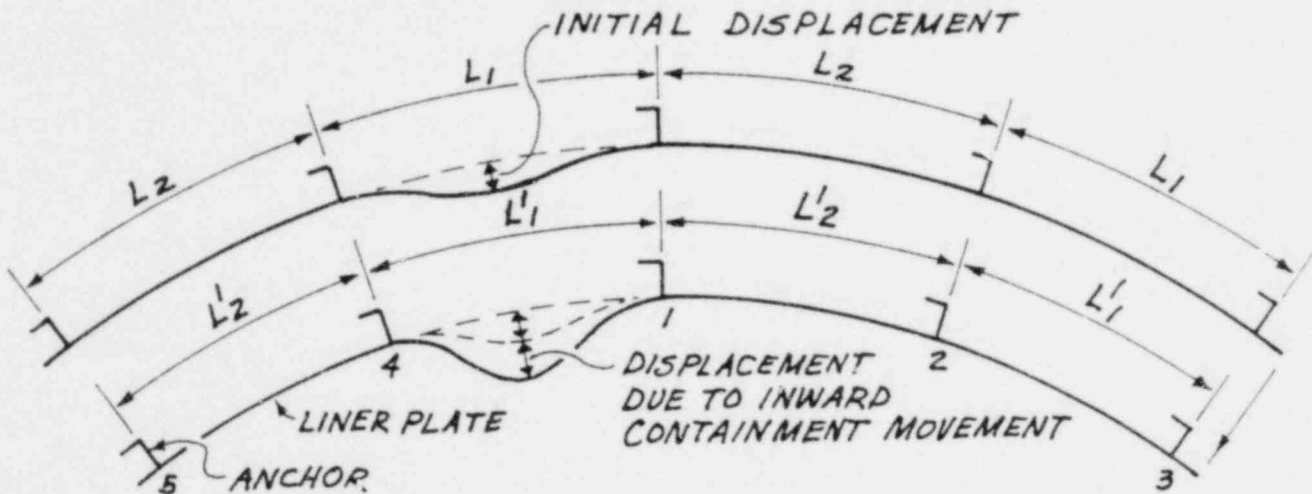 INITIAL DISPLACEMENT
L1
L2
L2
L1
L'1
L'2
L'2
L'1
1
4
2
DISPLACEMENT
DUE TO INWARD
CONTAINMENT MOVEMENT
LINER PLATE
ANCHOR.
5
3